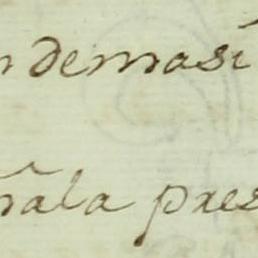 n demasi
ñala pres